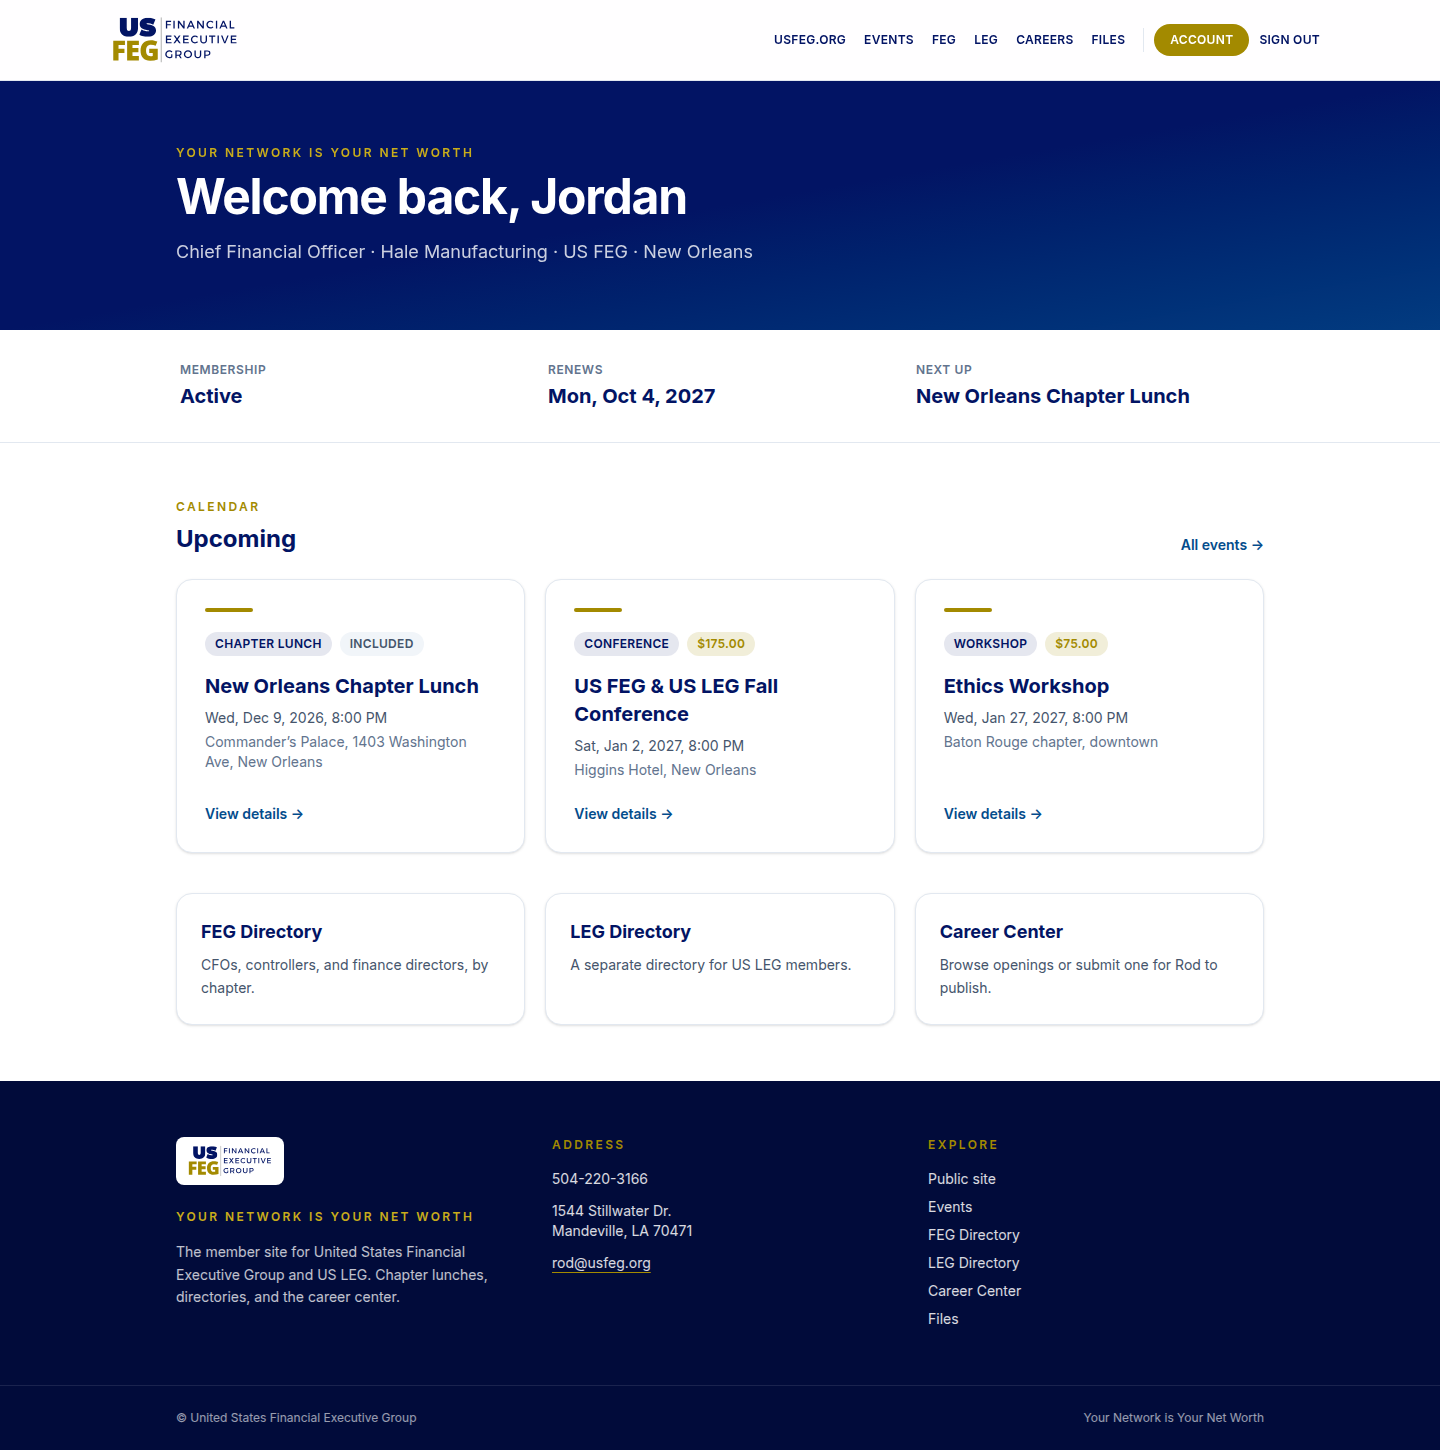 US FEG FINANCIAL EXECUTIVE GROUP
USFEG.ORG EVENTS FEG LEG CAREERS FILES ACCOUNT SIGN OUT
YOUR NETWORK IS YOUR NET WORTH
Welcome back, Jordan
Chief Financial Officer · Hale Manufacturing · US FEG · New Orleans
MEMBERSHIP
Active
RENEWS
Mon, Oct 4, 2027
NEXT UP
New Orleans Chapter Lunch
CALENDAR
Upcoming
All events →
CHAPTER LUNCH INCLUDED
New Orleans Chapter Lunch
Wed, Dec 9, 2026, 8:00 PM
Commander’s Palace, 1403 Washington
Ave, New Orleans
View details →
CONFERENCE $175.00
US FEG & US LEG Fall
Conference
Sat, Jan 2, 2027, 8:00 PM
Higgins Hotel, New Orleans
View details →
WORKSHOP $75.00
Ethics Workshop
Wed, Jan 27, 2027, 8:00 PM
Baton Rouge chapter, downtown
View details →
FEG Directory
CFOs, controllers, and finance directors, by
chapter.
LEG Directory
A separate directory for US LEG members.
Career Center
Browse openings or submit one for Rod to
publish.
US FEG FINANCIAL EXECUTIVE GROUP
YOUR NETWORK IS YOUR NET WORTH
The member site for United States Financial
Executive Group and US LEG. Chapter lunches,
directories, and the career center.
ADDRESS
504-220-3166
1544 Stillwater Dr.
Mandeville, LA 70471
rod@usfeg.org
EXPLORE
Public site
Events
FEG Directory
LEG Directory
Career Center
Files
© United States Financial Executive Group
Your Network is Your Net Worth